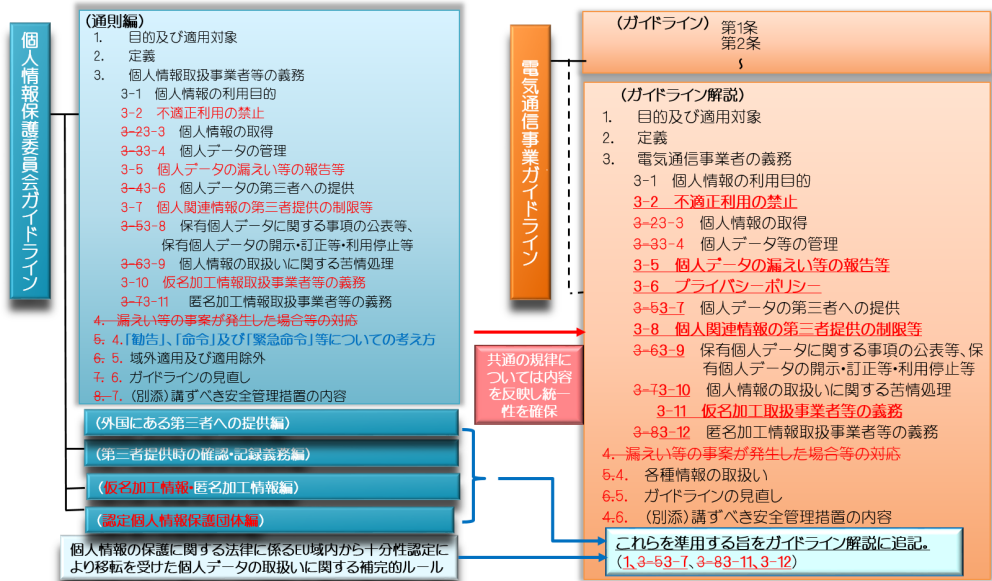 個人情報保護委員会ガイドライン
(通則編)
1. 目的及び適用対象
2. 定義
3. 個人情報取扱事業者等の義務
3-1 個人情報の利用目的
3-2 不適正利用の禁止
3-23-3 個人情報の取得
3-33-4 個人データの管理
3-5 個人データの漏えい等の報告等
3-43-6 個人データの第三者への提供
3-7 個人関連情報の第三者提供の制限等
3-53-8 保有個人データに関する事項の公表等、
保有個人データの開示・訂正等・利用停止等
3-63-9 個人情報の取扱いに関する苦情処理
3-10 仮名加工情報取扱事業者等の義務
3-73-11 匿名加工情報取扱事業者等の義務
4. 漏えい等の事案が発生した場合等の対応
5. 4.「勧告」、「命令」及び「緊急命令」等についての考え方
6. 5. 域外適用及び適用除外
7. 6. ガイドラインの見直し
8. 7. (別添)講ずべき安全管理措置の内容
(外国にある第三者への提供編)
(第三者提供時の確認・記録義務編)
(仮名加工情報・匿名加工情報編)
(認定個人情報保護団体編)
個人情報の保護に関する法律に係るEU域内から十分性認定に
より移転を受けた個人データの取扱いに関する補完的ルール
共通の規律に
ついては内容
を反映し統一
性を確保
電気通信事業ガイドライン
(ガイドライン) 第1条
第2条
~
(ガイドライン解説)
1. 目的及び適用対象
2. 定義
3. 電気通信事業者の義務
3-1 個人情報の利用目的
3-2 不適正利用の禁止
3-23-3 個人情報の取得
3-33-4 個人データ等の管理
3-5 個人データの漏えい等の報告等
3-6 プライバシーポリシー
3-53-7 個人データの第三者への提供
3-8 個人関連情報の第三者提供の制限等
3-63-9 保有個人データに関する事項の公表等、保
有個人データの開示・訂正等・利用停止等
3-73-10 個人情報の取扱いに関する苦情処理
3-11 仮名加工取扱事業者等の義務
3-83-12 匿名加工情報取扱事業者等の義務
4. 漏えい等の事案が発生した場合等の対応
5.4. 各種情報の取扱い
6.5. ガイドラインの見直し
4.6. (別添)講ずべき安全管理措置の内容
これらを準用する旨をガイドライン解説に追記。
(1、3-53-7、3-83-11、3-12)